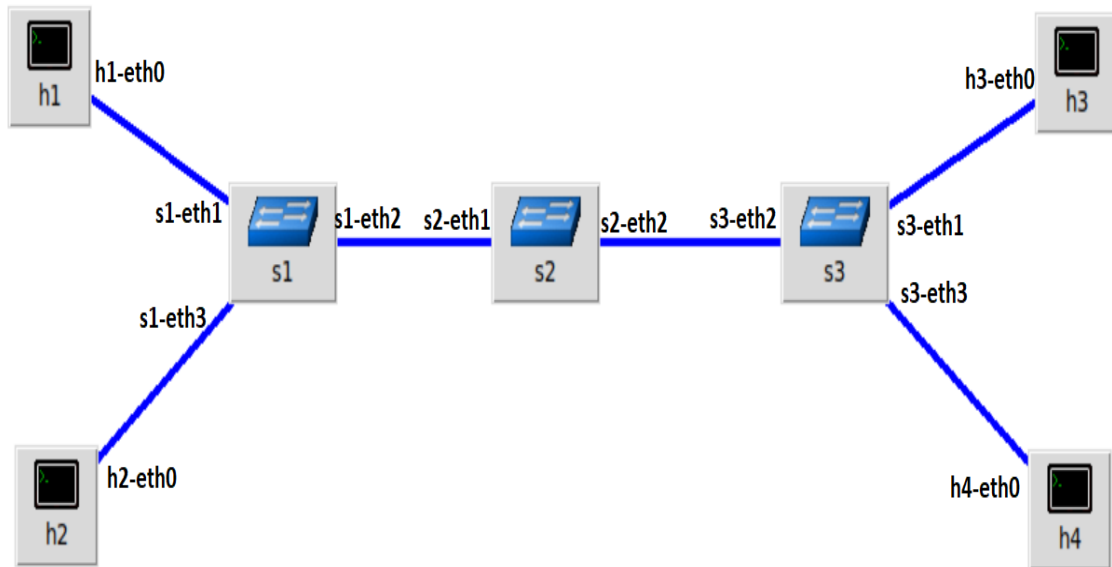 h1-eth0
h1
h3-eth0
h3
s1-eth1
s1-eth2
s2-eth1
s2-eth2
s3-eth2
s3-eth1
s1
s2
s3
s3-eth3
s1-eth3
h2-eth0
h2
h4-eth0
h4